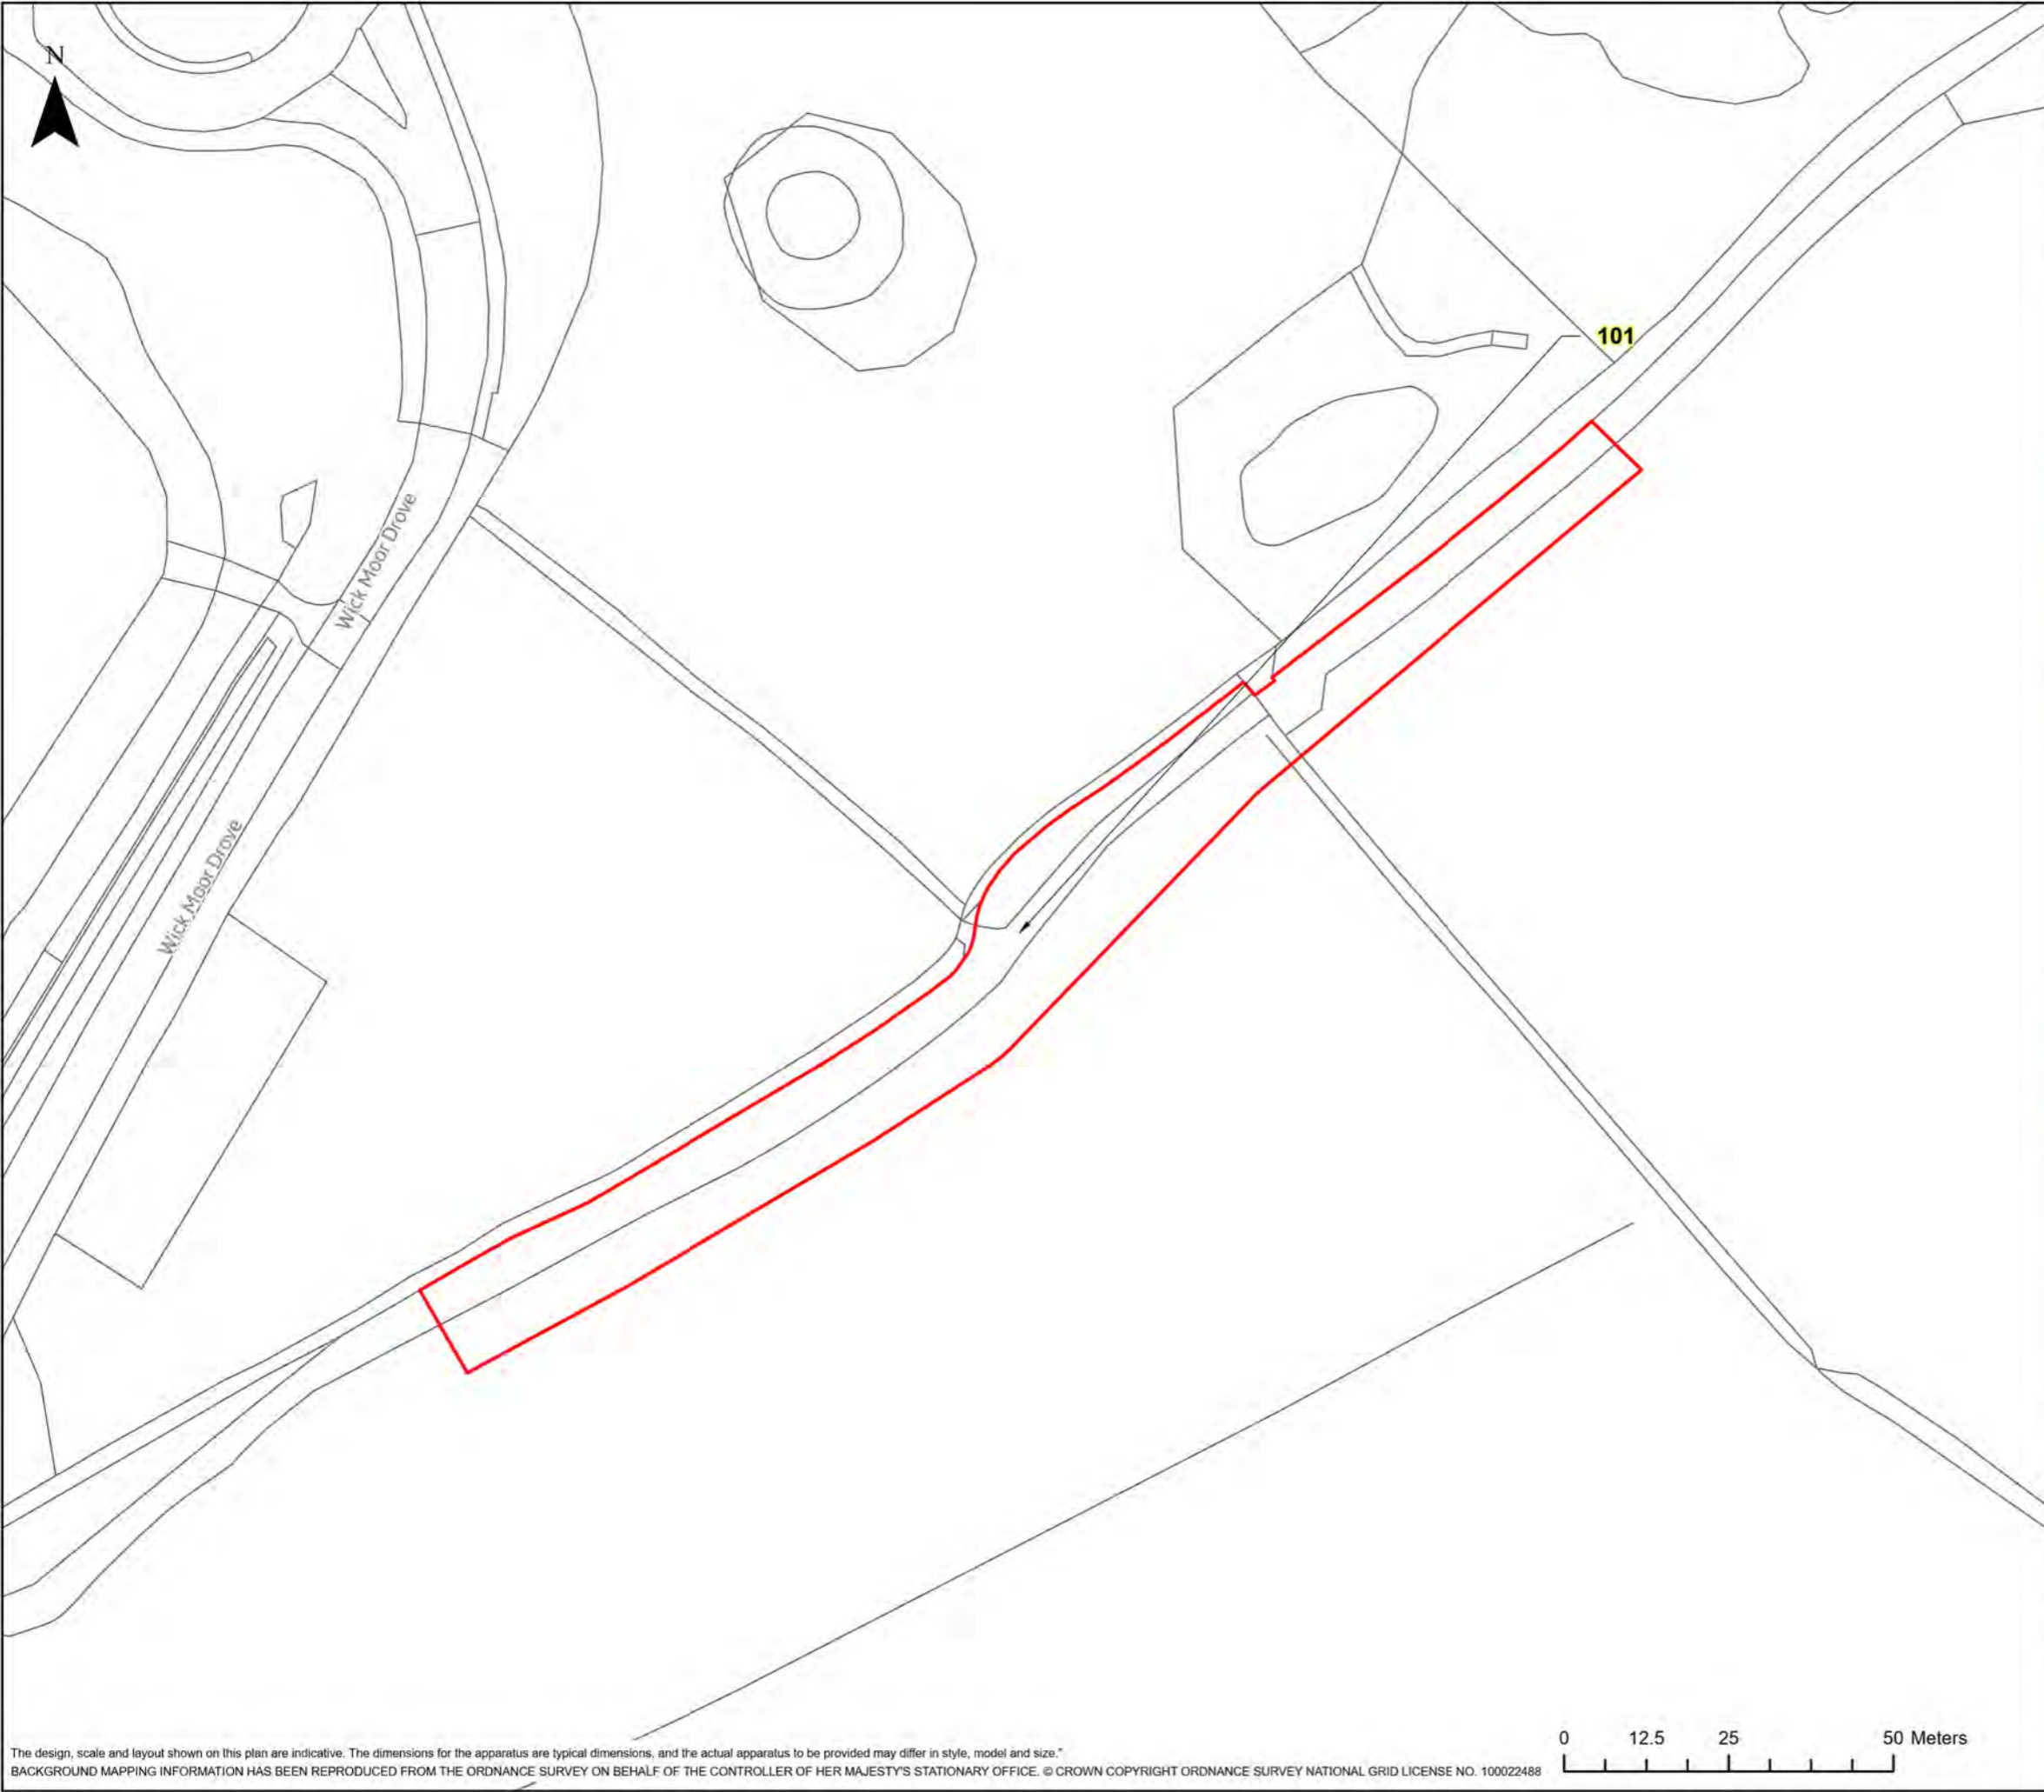 N
101
Wick Moor Drove
Wick Moor Drove
0 12.5 25 50 Meters
The design, scale and layout shown on this plan are indicative. The dimensions for the apparatus are typical dimensions, and the actual apparatus to be provided may differ in style, model and size."
BACKGROUND MAPPING INFORMATION HAS BEEN REPRODUCED FROM THE ORDNANCE SURVEY ON BEHALF OF THE CONTROLLER OF HER MAJESTY'S STATIONARY OFFICE. © CROWN COPYRIGHT ORDNANCE SURVEY NATIONAL GRID LICENSE NO. 100022488